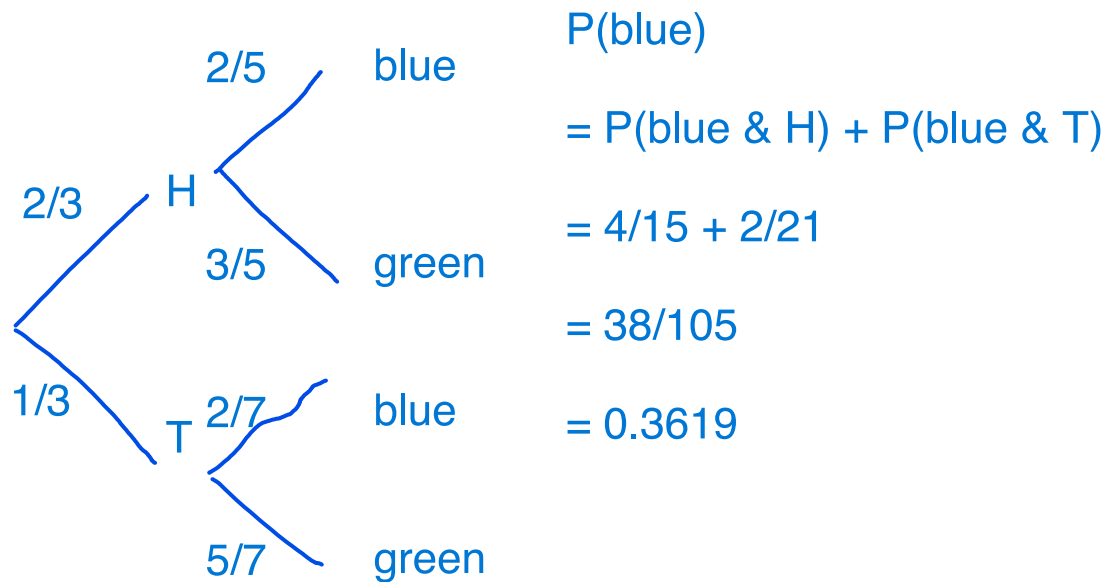 P(blue)
2/5 blue
= P(blue & H) + P(blue & T)
2/3 H
= 4/15 + 2/21
3/5 green
= 38/105
1/3 T 2/7 blue
= 0.3619
5/7 green